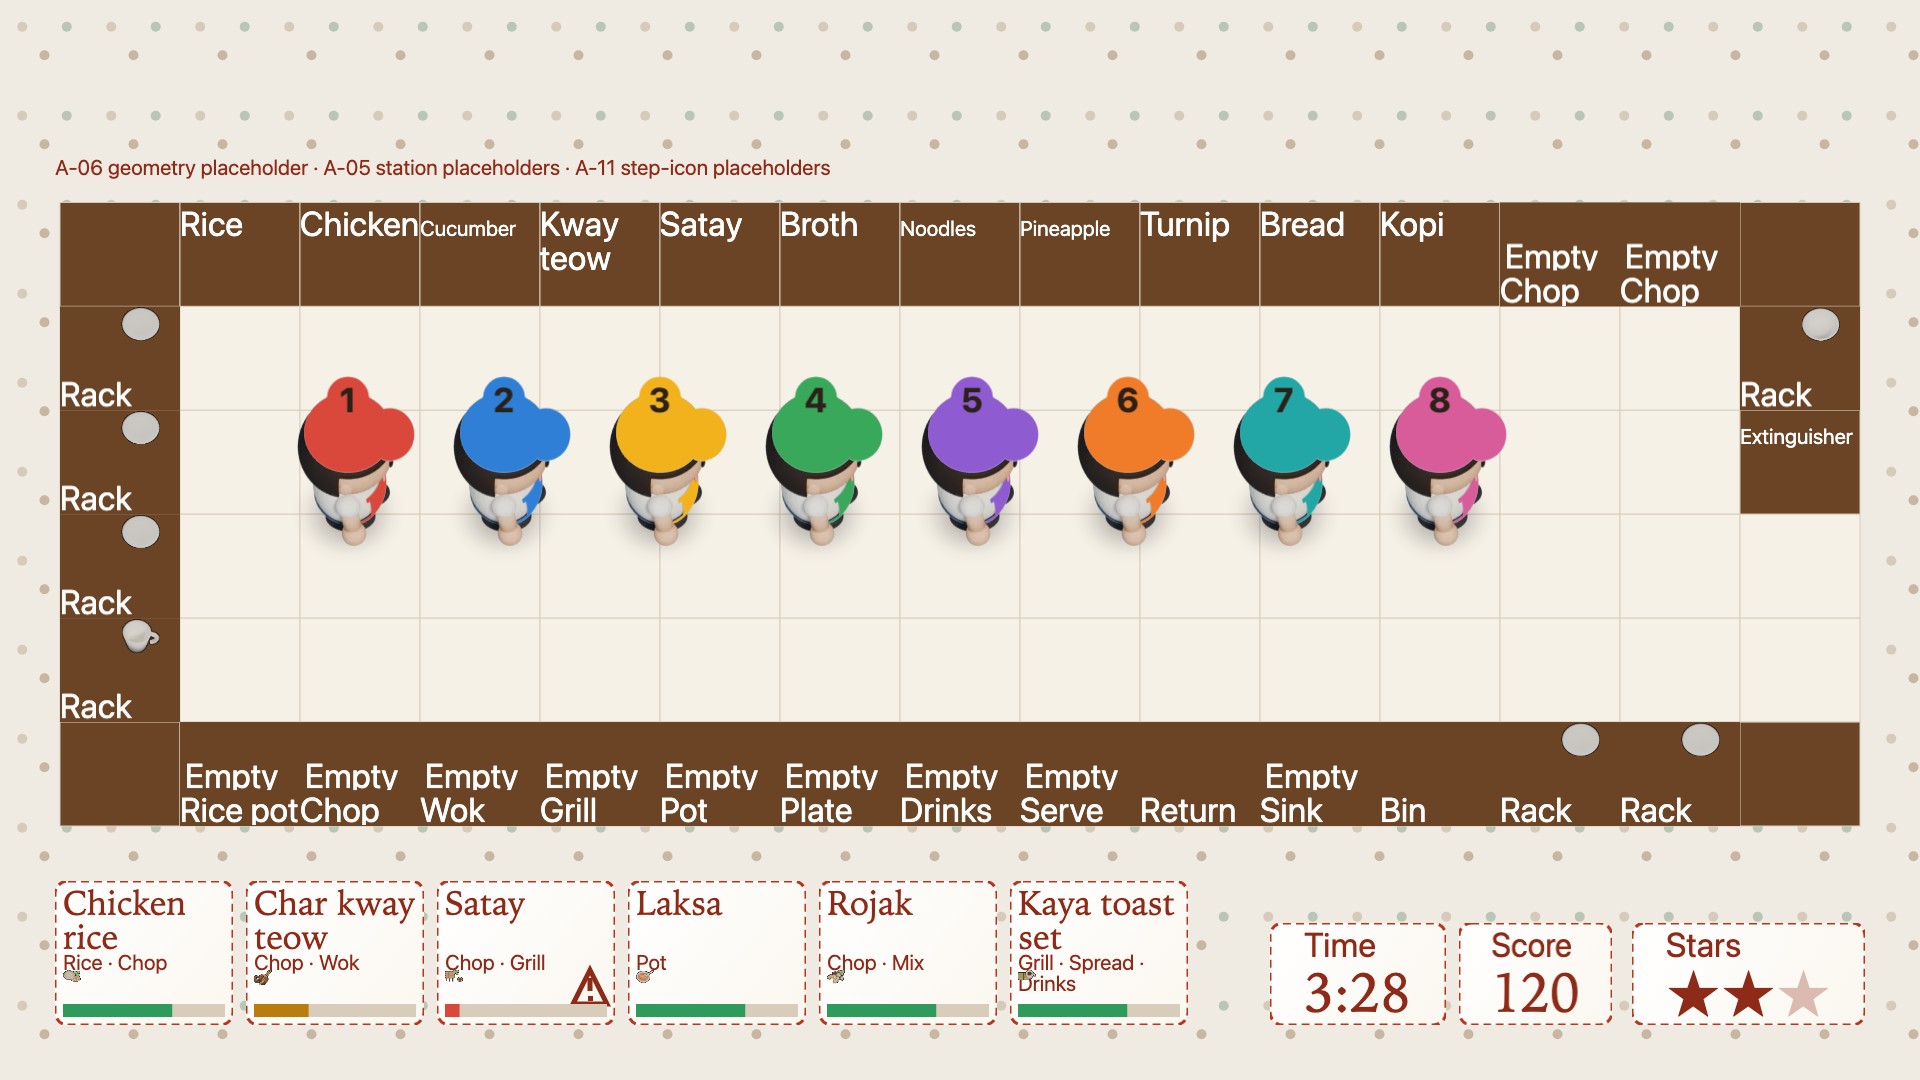 A-06 geometry placeholder · A-05 station placeholders · A-11 step-icon placeholders
Rice
Chicken
Cucumber
Kway
teow
Satay
Broth
Noodles
Pineapple
Turnip
Bread
Kopi
Empty
Chop
Empty
Chop
Rack
Rack
Extinguisher
1
2
3
4
5
6
7
8
Rack
Rack
Rack
Empty
Rice pot
Empty
Chop
Empty
Wok
Empty
Grill
Empty
Pot
Empty
Plate
Empty
Drinks
Empty
Serve
Return
Empty
Sink
Bin
Rack
Rack
Chicken
rice
Rice · Chop
Char kway
teow
Chop · Wok
Satay
Chop · Grill
Laksa
Pot
Rojak
Chop · Mix
Kaya toast
set
Grill · Spread ·
Drinks
Time
3:28
Score
120
Stars